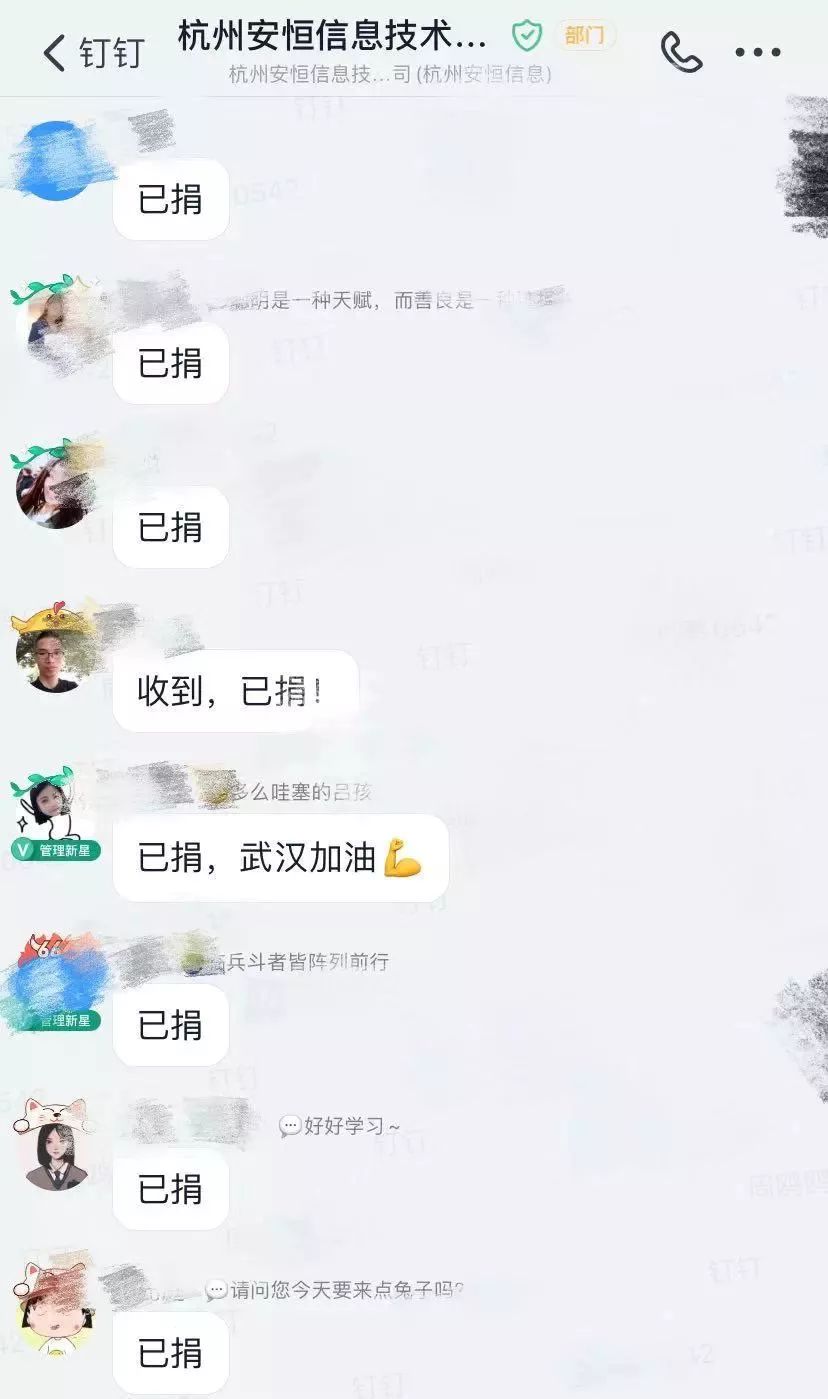 钉钉
杭州安恒信息技术...
部门
杭州安恒信息技...司 (杭州安恒信息)
已捐
明是一种天赋，而善良是一种
已捐
已捐
收到，已捐！
多么哇塞的吕孩
管理新星
已捐，武汉加油💪
兵斗者皆阵列前行
管理新星
已捐
好好学习~
已捐
请问您今天要来点兔子吗?
已捐